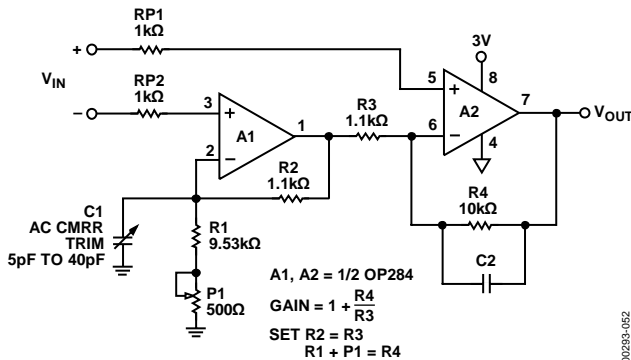 RP1
1kΩ
3V
+
VIN
RP2
1kΩ
–
5
+
8
A2
7
VOUT
3
+
A1
1
R3
1.1kΩ
6
–
4
2
–
R2
1.1kΩ
R4
10kΩ
C1
AC CMRR
TRIM
5pF TO 40pF
R1
9.53kΩ
C2
P1
500Ω
A1, A2 = 1/2 OP284
GAIN = 1 + R4/R3
SET R2 = R3
R1 + P1 = R4
00293-052